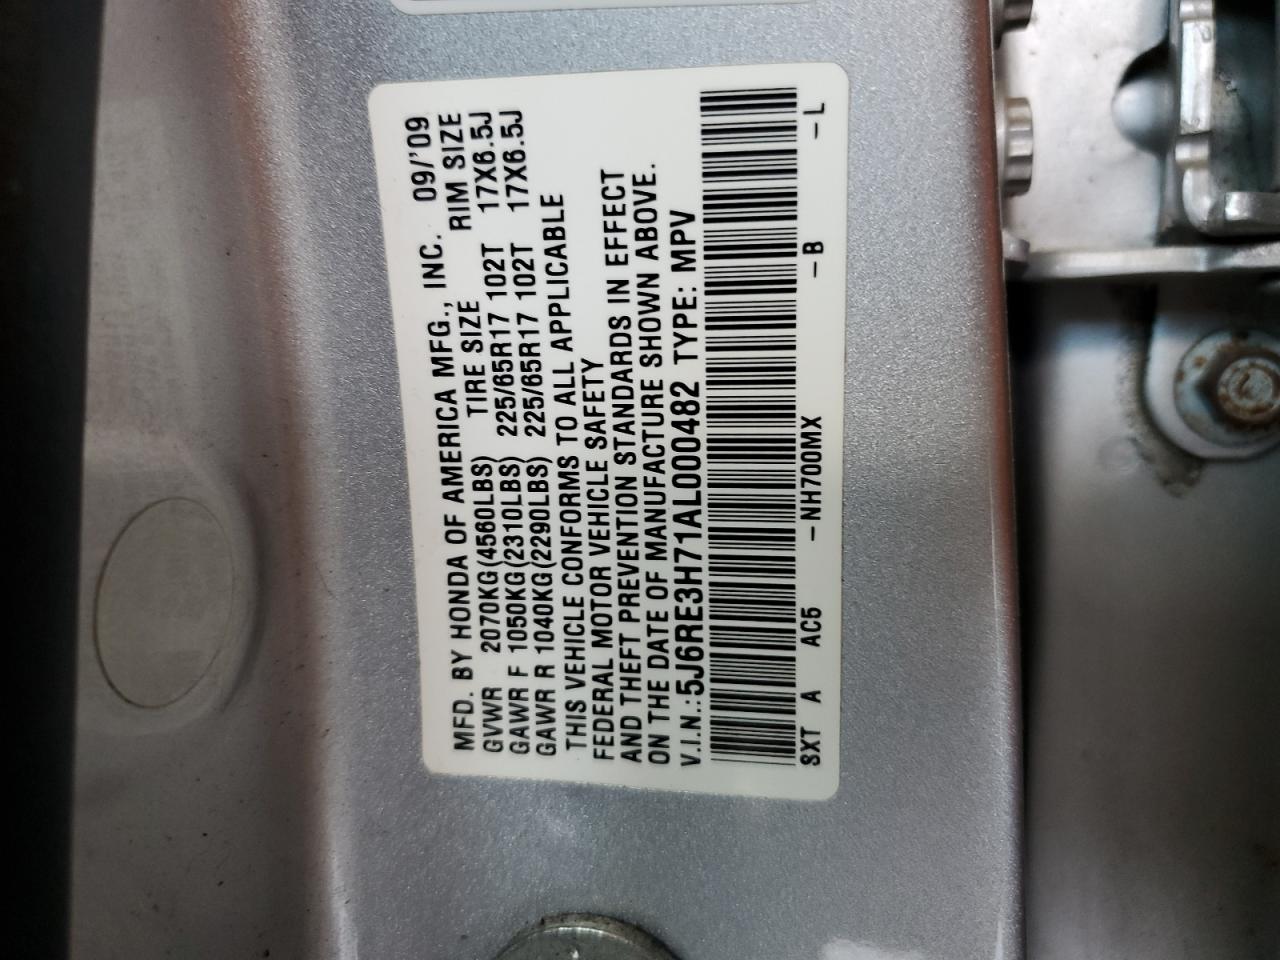 MFD. BY HONDA OF AMERICA MFG., INC. 09/'09
GVWR 2070KG(4560LBS) TIRE SIZE RIM SIZE
GAWR F 1050KG(2310LBS) 225/65R17 102T 17X6.5J
GAWR R 1040KG(2290LBS) 225/65R17 102T 17X6.5J
THIS VEHICLE CONFORMS TO ALL APPLICABLE
FEDERAL MOTOR VEHICLE SAFETY
AND THEFT PREVENTION STANDARDS IN EFFECT
ON THE DATE OF MANUFACTURE SHOWN ABOVE.
V.I.N.:5J6RE3H71AL000482 TYPE: MPV
SXT A AC5 -NH700MX -B -L